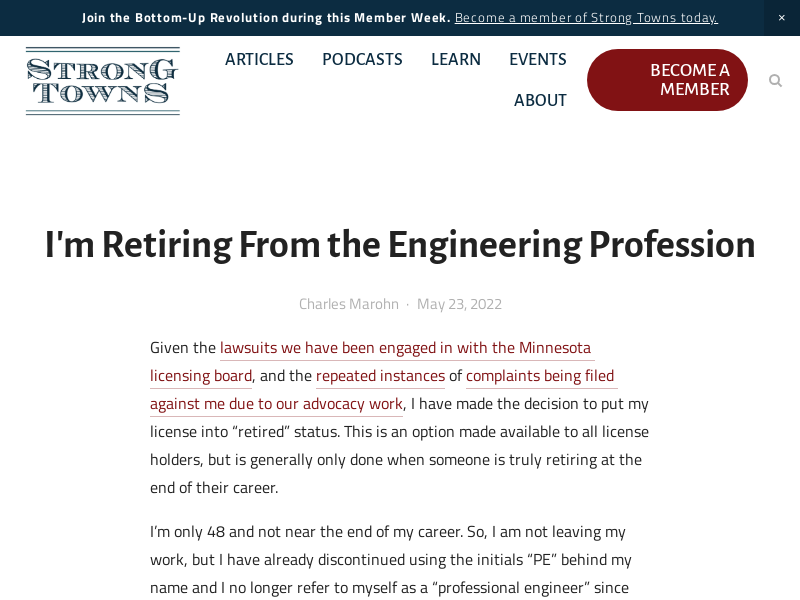 Join the Bottom-Up Revolution during this Member Week. Become a member of Strong Towns today.
×
STRONG
TOWNS
ARTICLES PODCASTS LEARN EVENTS
ABOUT
BECOME A
MEMBER
I'm Retiring From the Engineering Profession
Charles Marohn · May 23, 2022
Given the lawsuits we have been engaged in with the Minnesota
licensing board, and the repeated instances of complaints being filed
against me due to our advocacy work, I have made the decision to put my
license into “retired” status. This is an option made available to all license
holders, but is generally only done when someone is truly retiring at the
end of their career.
I’m only 48 and not near the end of my career. So, I am not leaving my
work, but I have already discontinued using the initials “PE” behind my
name and I no longer refer to myself as a “professional engineer” since